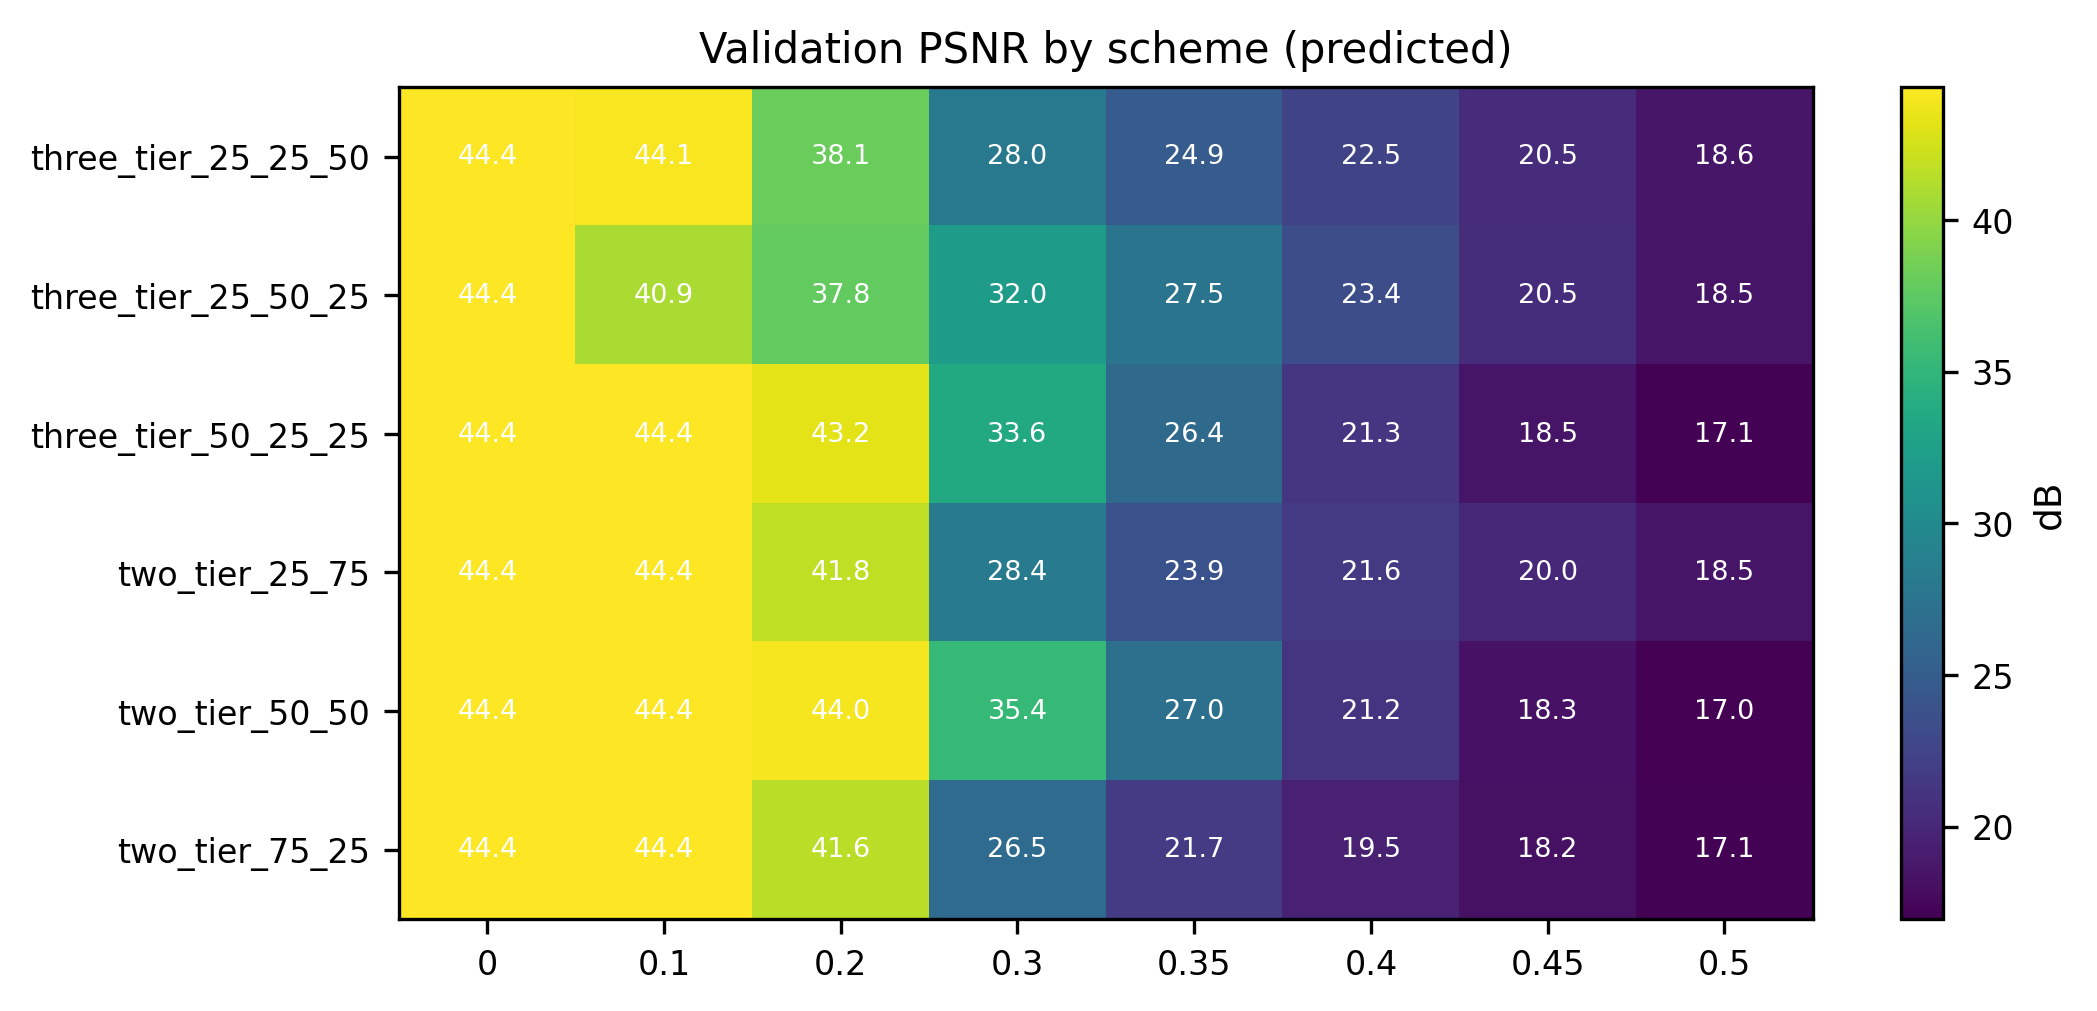 Validation PSNR by scheme (predicted)
three_tier_25_25_50 44.4 44.1 38.1 28.0 24.9 22.5 20.5 18.6
three_tier_25_50_25 44.4 40.9 37.8 32.0 27.5 23.4 20.5 18.5
three_tier_50_25_25 44.4 44.4 43.2 33.6 26.4 21.3 18.5 17.1
two_tier_25_75 44.4 44.4 41.8 28.4 23.9 21.6 20.0 18.5
two_tier_50_50 44.4 44.4 44.0 35.4 27.0 21.2 18.3 17.0
two_tier_75_25 44.4 44.4 41.6 26.5 21.7 19.5 18.2 17.1
0 0.1 0.2 0.3 0.35 0.4 0.45 0.5
40
35
30
25
20
dB